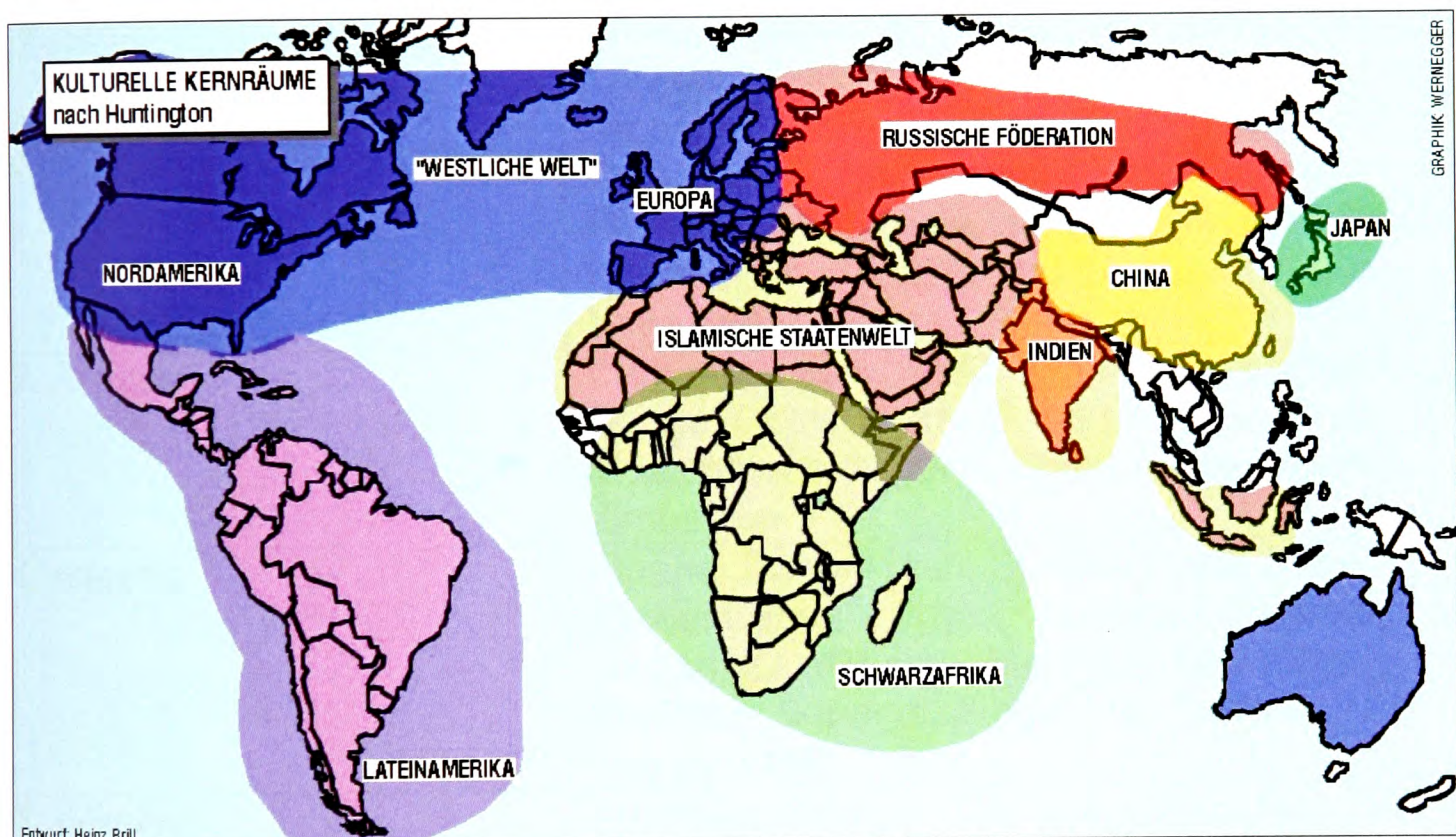 KULTURELLE KERNRÄUME
nach Huntington
GRAPHIK WERNEGGER
RUSSISCHE FÖDERATION
"WESTLICHE WELT"
EUROPA
JAPAN
NORDAMERIKA
CHINA
ISLAMISCHE STAATENWELT
INDIEN
SCHWARZAFRIKA
LATEINAMERIKA
Entwurf: Heinz Brill